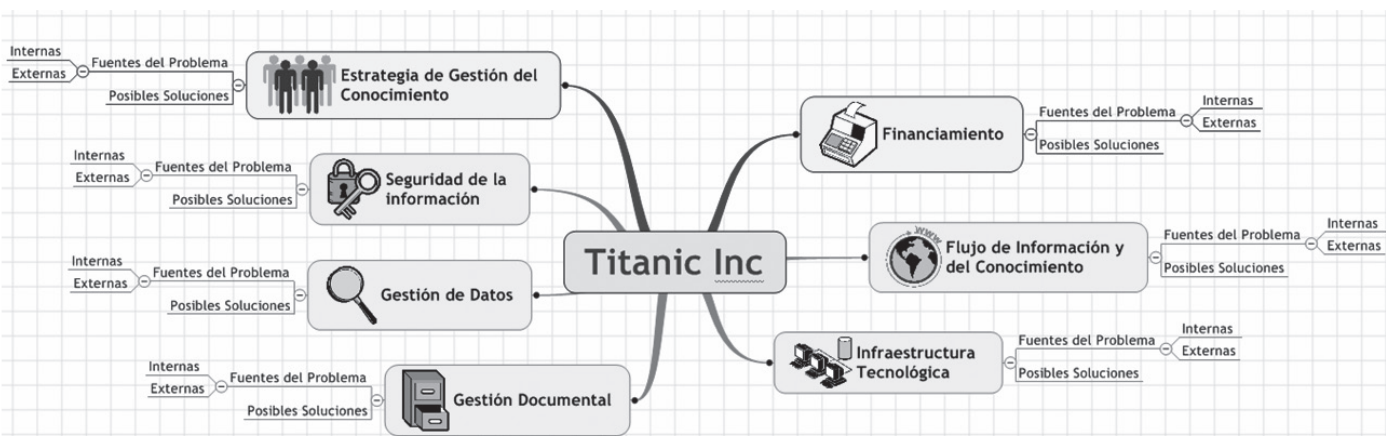 Titanic Inc
Estrategia de Gestión del
Conocimiento
Fuentes del Problema
Internas
Externas
Posibles Soluciones
Seguridad de la
información
Fuentes del Problema
Internas
Externas
Posibles Soluciones
Gestión de Datos
Fuentes del Problema
Internas
Externas
Posibles Soluciones
Gestión Documental
Fuentes del Problema
Internas
Externas
Posibles Soluciones
Financiamiento
Fuentes del Problema
Internas
Externas
Posibles Soluciones
WWW
Flujo de Información y
del Conocimiento
Fuentes del Problema
Internas
Externas
Posibles Soluciones
Infraestructura
Tecnológica
Fuentes del Problema
Internas
Externas
Posibles Soluciones